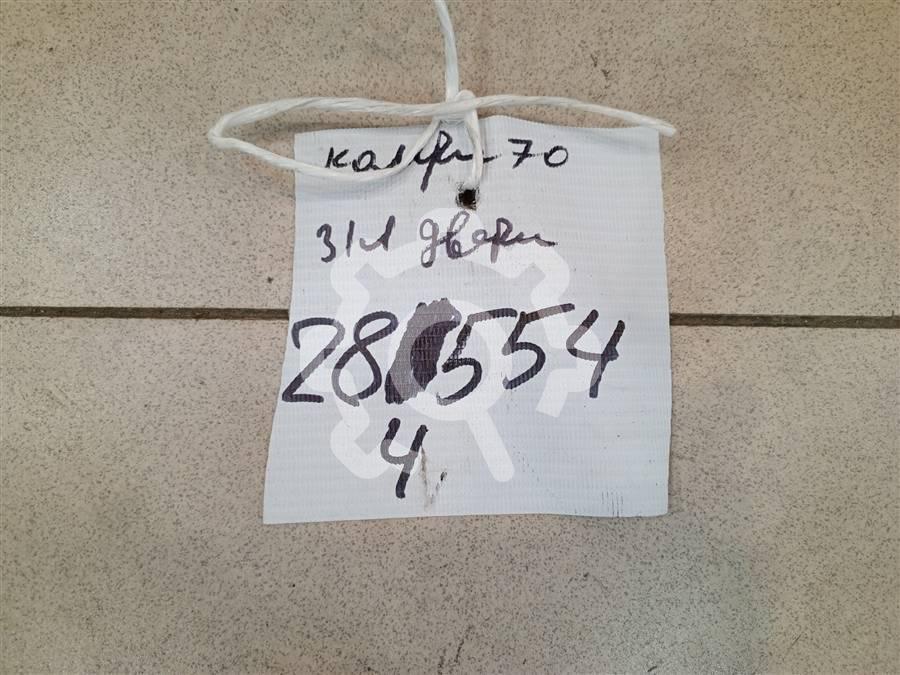 камри 70
з/л двери
28 554
4